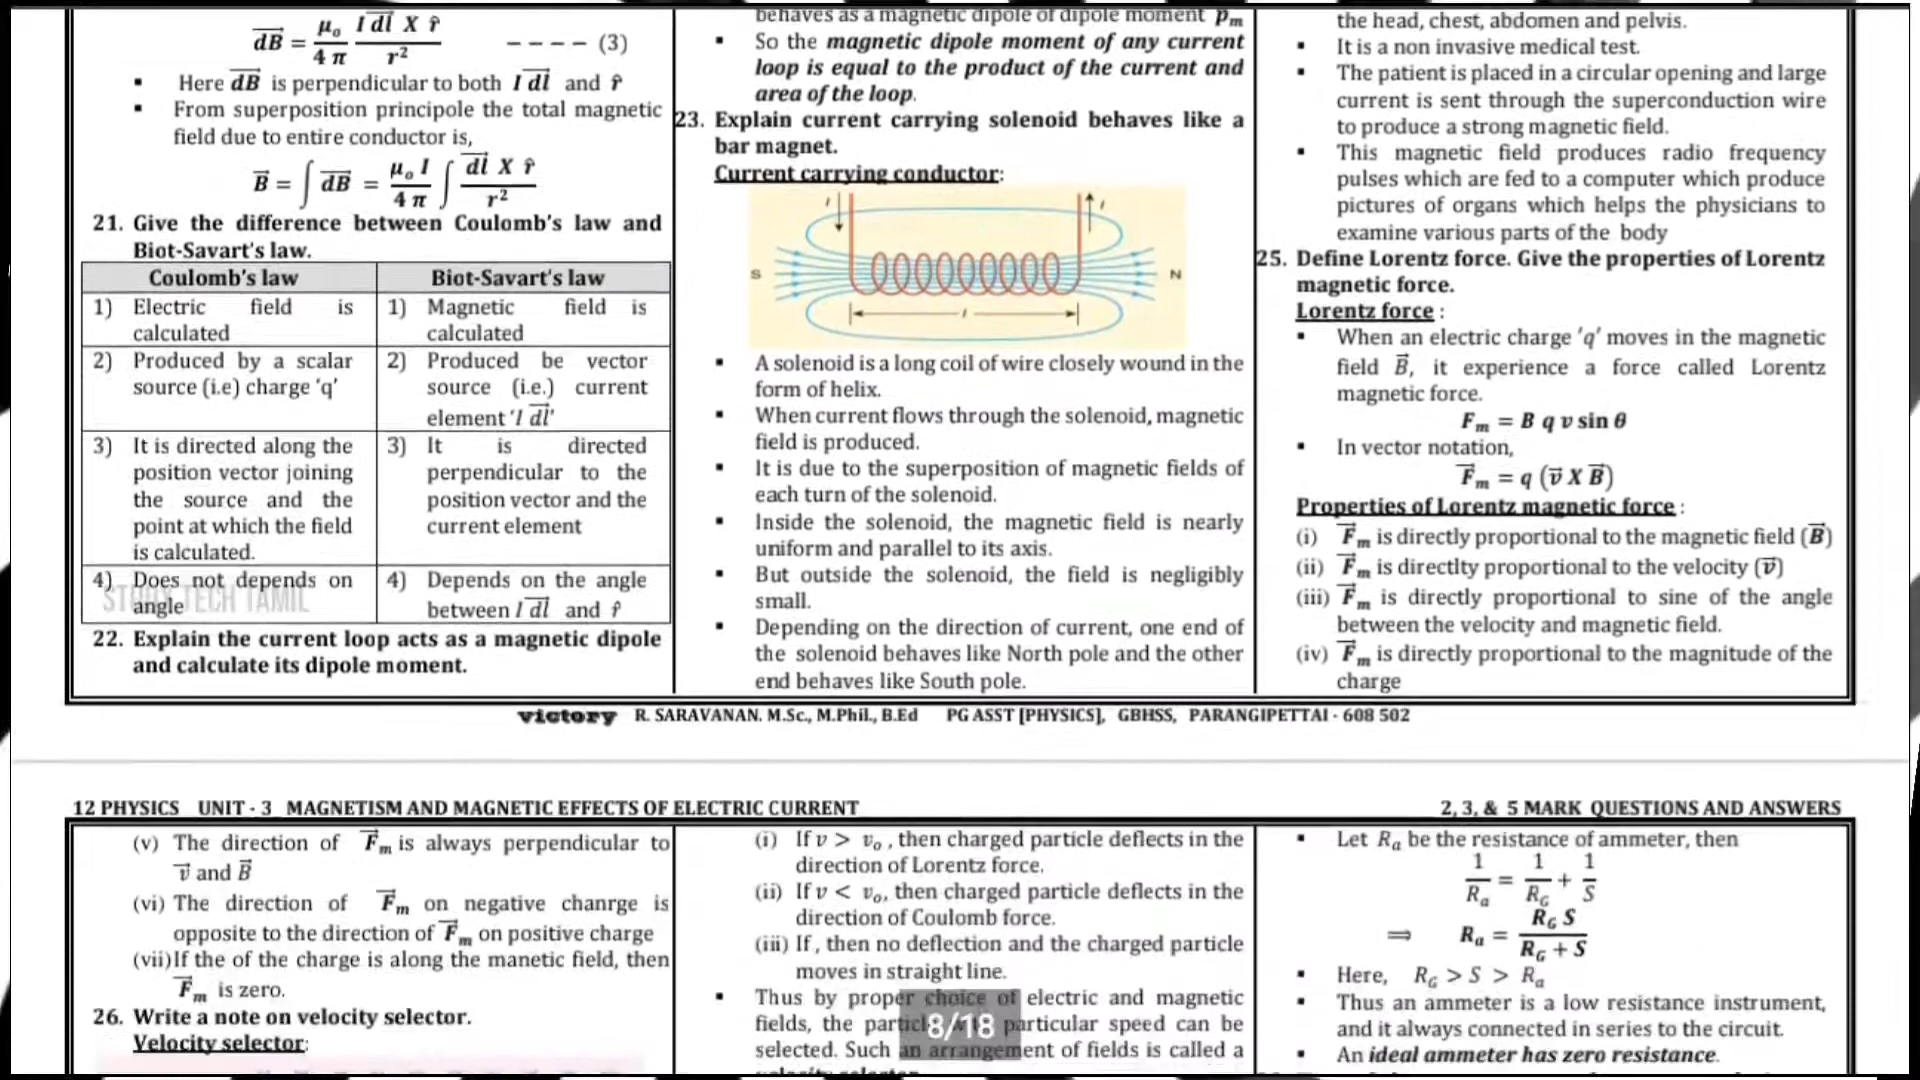 dB⃗ = μₒ/4π I dl⃗ X r̂/r² ---- (3)
▪ Here dB⃗ is perpendicular to both I dl⃗ and r̂
▪ From superposition principole the total magnetic
field due to entire conductor is,
B⃗ = ∫ dB⃗ = μₒ I/4π ∫ dl⃗ X r̂/r²
21. Give the difference between Coulomb's law and
Biot-Savart's law.
Coulomb's law
Biot-Savart's law
1) Electric field is
calculated
1) Magnetic field is
calculated
2) Produced by a scalar
source (i.e) charge 'q'
2) Produced be vector
source (i.e.) current
element 'I dl⃗'
3) It is directed along the
position vector joining
the source and the
point at which the field
is calculated.
3) It is directed
perpendicular to the
position vector and the
current element
4) Does not depends on
angle
4) Depends on the angle
between I dl⃗ and r̂
22. Explain the current loop acts as a magnetic dipole
and calculate its dipole moment.
behaves as a magnetic dipole of dipole moment p⃗m
▪ So the magnetic dipole moment of any current
loop is equal to the product of the current and
area of the loop.
23. Explain current carrying solenoid behaves like a
bar magnet.
Current carrying conductor:
I I
S N
l
▪ A solenoid is a long coil of wire closely wound in the
form of helix.
▪ When current flows through the solenoid, magnetic
field is produced.
▪ It is due to the superposition of magnetic fields of
each turn of the solenoid.
▪ Inside the solenoid, the magnetic field is nearly
uniform and parallel to its axis.
▪ But outside the solenoid, the field is negligibly
small.
▪ Depending on the direction of current, one end of
the solenoid behaves like North pole and the other
end behaves like South pole.
the head, chest, abdomen and pelvis.
▪ It is a non invasive medical test.
▪ The patient is placed in a circular opening and large
current is sent through the superconduction wire
to produce a strong magnetic field.
▪ This magnetic field produces radio frequency
pulses which are fed to a computer which produce
pictures of organs which helps the physicians to
examine various parts of the body
25. Define Lorentz force. Give the properties of Lorentz
magnetic force.
Lorentz force :
▪ When an electric charge 'q' moves in the magnetic
field B⃗, it experience a force called Lorentz
magnetic force.
Fm = B q v sin θ
▪ In vector notation,
F⃗m = q (v⃗ X B⃗)
Properties of Lorentz magnetic force :
(i) F⃗m is directly proportional to the magnetic field (B⃗)
(ii) F⃗m is directlty proportional to the velocity (v⃗)
(iii) F⃗m is directly proportional to sine of the angle
between the velocity and magnetic field.
(iv) F⃗m is directly proportional to the magnitude of the
charge
STUDY TECH TAMIL
victory R. SARAVANAN. M.Sc., M.Phil., B.Ed PG ASST [PHYSICS], GBHSS, PARANGIPETTAI - 608 502
12 PHYSICS UNIT - 3 MAGNETISM AND MAGNETIC EFFECTS OF ELECTRIC CURRENT
2, 3, & 5 MARK QUESTIONS AND ANSWERS
(v) The direction of F⃗m is always perpendicular to
v⃗ and B⃗
(vi) The direction of F⃗m on negative chanrge is
opposite to the direction of F⃗m on positive charge
(vii) If the of the charge is along the manetic field, then
F⃗m is zero.
26. Write a note on velocity selector.
Velocity selector:
(i) If v > vₒ, then charged particle deflects in the
direction of Lorentz force.
(ii) If v < vₒ, then charged particle deflects in the
direction of Coulomb force.
(iii) If , then no deflection and the charged particle
moves in straight line.
▪ Thus by proper choice of electric and magnetic
fields, the particle particular speed can be
selected. Such an arrangement of fields is called a
velocity selector
8/18
▪ Let Ra be the resistance of ammeter, then
1/Ra = 1/RG + 1/S
⟹ Ra = RG S/RG + S
▪ Here, RG > S > Ra
▪ Thus an ammeter is a low resistance instrument,
and it always connected in series to the circuit.
▪ An ideal ammeter has zero resistance.